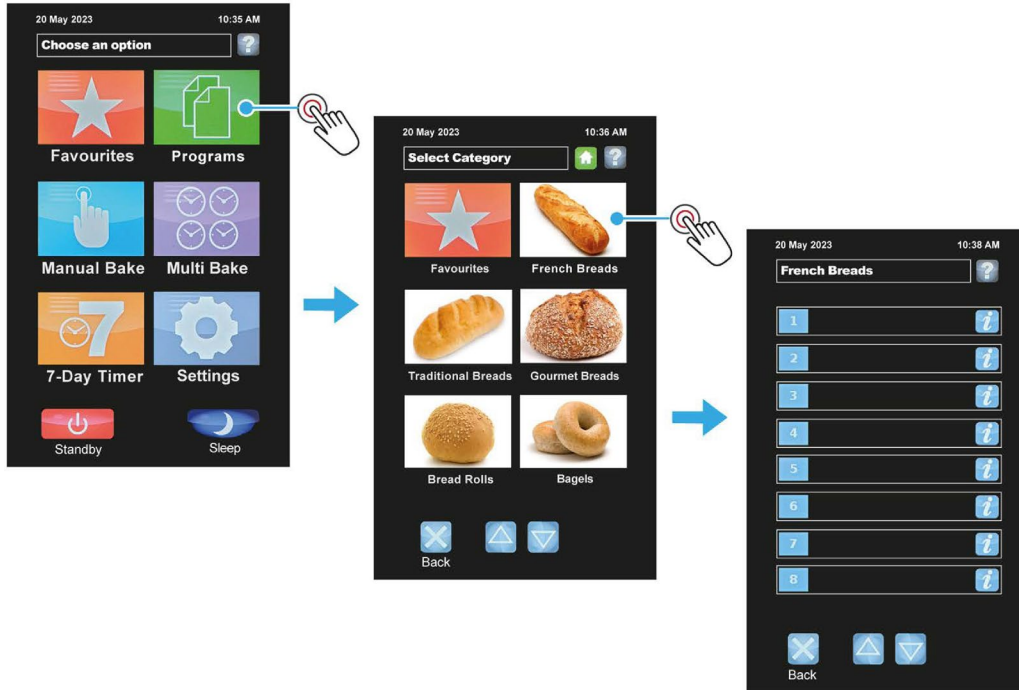 20 May 2023 10:35 AM
Choose an option ?
Favourites Programs
Manual Bake Multi Bake
7
7-Day Timer Settings
Standby Sleep
20 May 2023 10:36 AM
Select Category ?
Favourites French Breads
Traditional Breads Gourmet Breads
Bread Rolls Bagels
Back
20 May 2023 10:38 AM
French Breads ?
1 i
2 i
3 i
4 i
5 i
6 i
7 i
8 i
Back